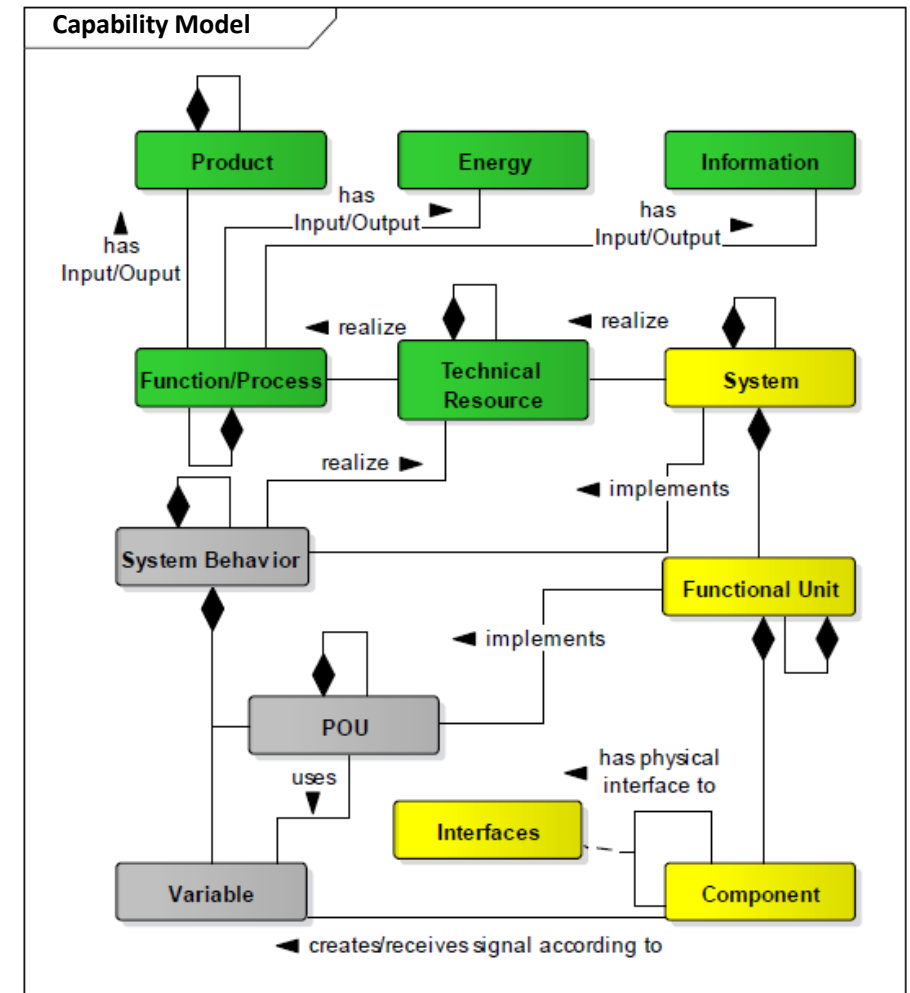 Capability Model
Product
Energy
Information
has
Input/Output
has
Input/Output
has
Input/Ouput
realize
realize
Function/Process
Technical
Resource
System
realize
implements
System Behavior
Functional Unit
implements
POU
has physical
interface to
uses
Interfaces
Variable
Component
creates/receives signal according to